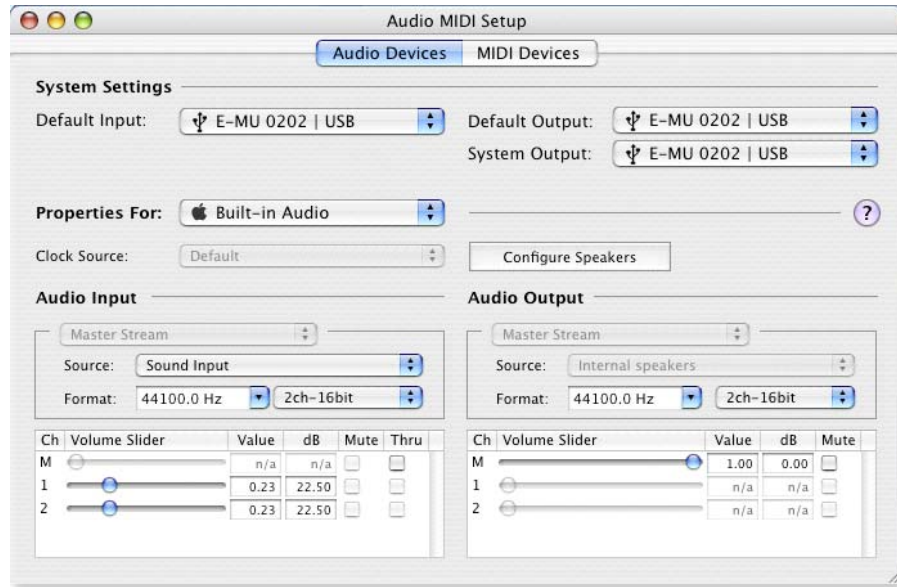 Audio MIDI Setup
Audio Devices MIDI Devices
System Settings
Default Input: E-MU 0202 | USB
Default Output: E-MU 0202 | USB
System Output: E-MU 0202 | USB
Properties For: Built-in Audio ?
Clock Source: Default
Configure Speakers
Audio Input
Master Stream
Source: Sound Input
Format: 44100.0 Hz 2ch-16bit
Ch Volume Slider Value dB Mute Thru
M n/a n/a
1 0.23 22.50
2 0.23 22.50
Audio Output
Master Stream
Source: Internal speakers
Format: 44100.0 Hz 2ch-16bit
Ch Volume Slider Value dB Mute
M 1.00 0.00
1 n/a n/a
2 n/a n/a